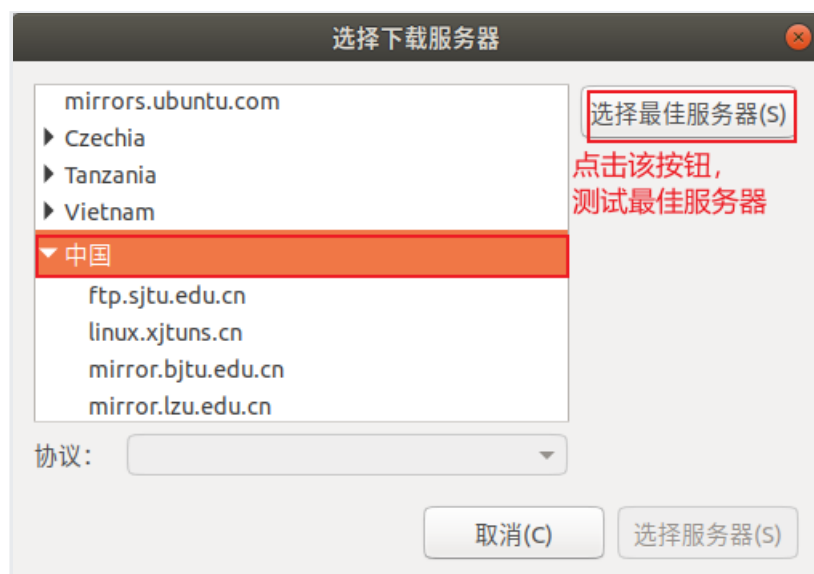 选择下载服务器
mirrors.ubuntu.com
Czechia
Tanzania
Vietnam
中国
ftp.sjtu.edu.cn
linux.xjtuns.cn
mirror.bjtu.edu.cn
mirror.lzu.edu.cn
选择最佳服务器(S)
点击该按钮，
测试最佳服务器
协议：
取消(C)
选择服务器(S)